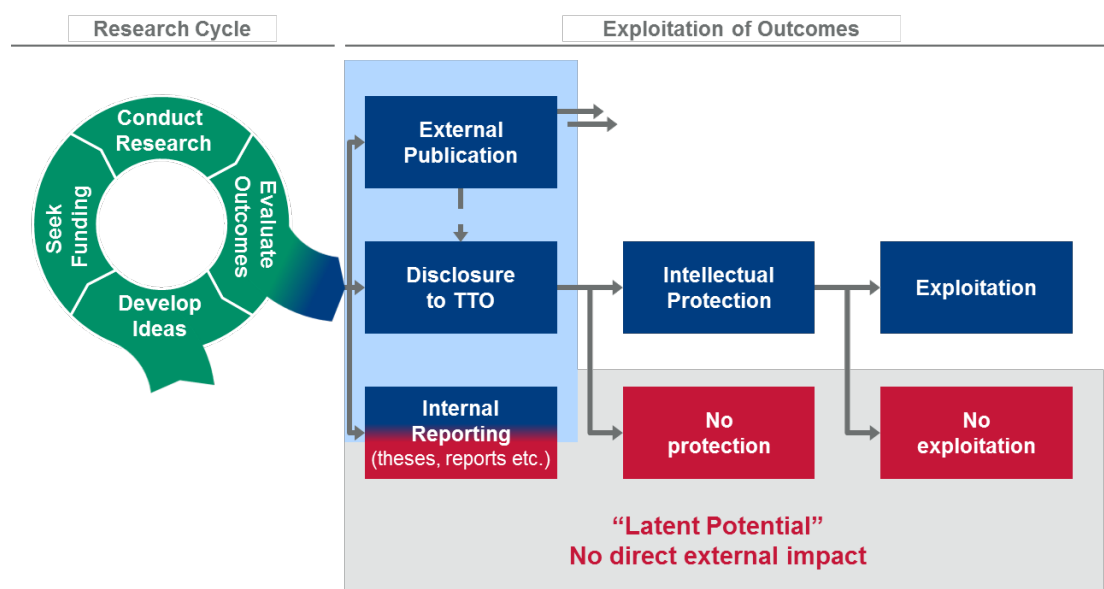 Research Cycle
Exploitation of Outcomes
Conduct
Research
Seek
Funding
Evaluate
Outcomes
Develop
Ideas
External
Publication
Disclosure
to TTO
Intellectual
Protection
Exploitation
Internal
Reporting
(theses, reports etc.)
No
protection
No
exploitation
“Latent Potential”
No direct external impact